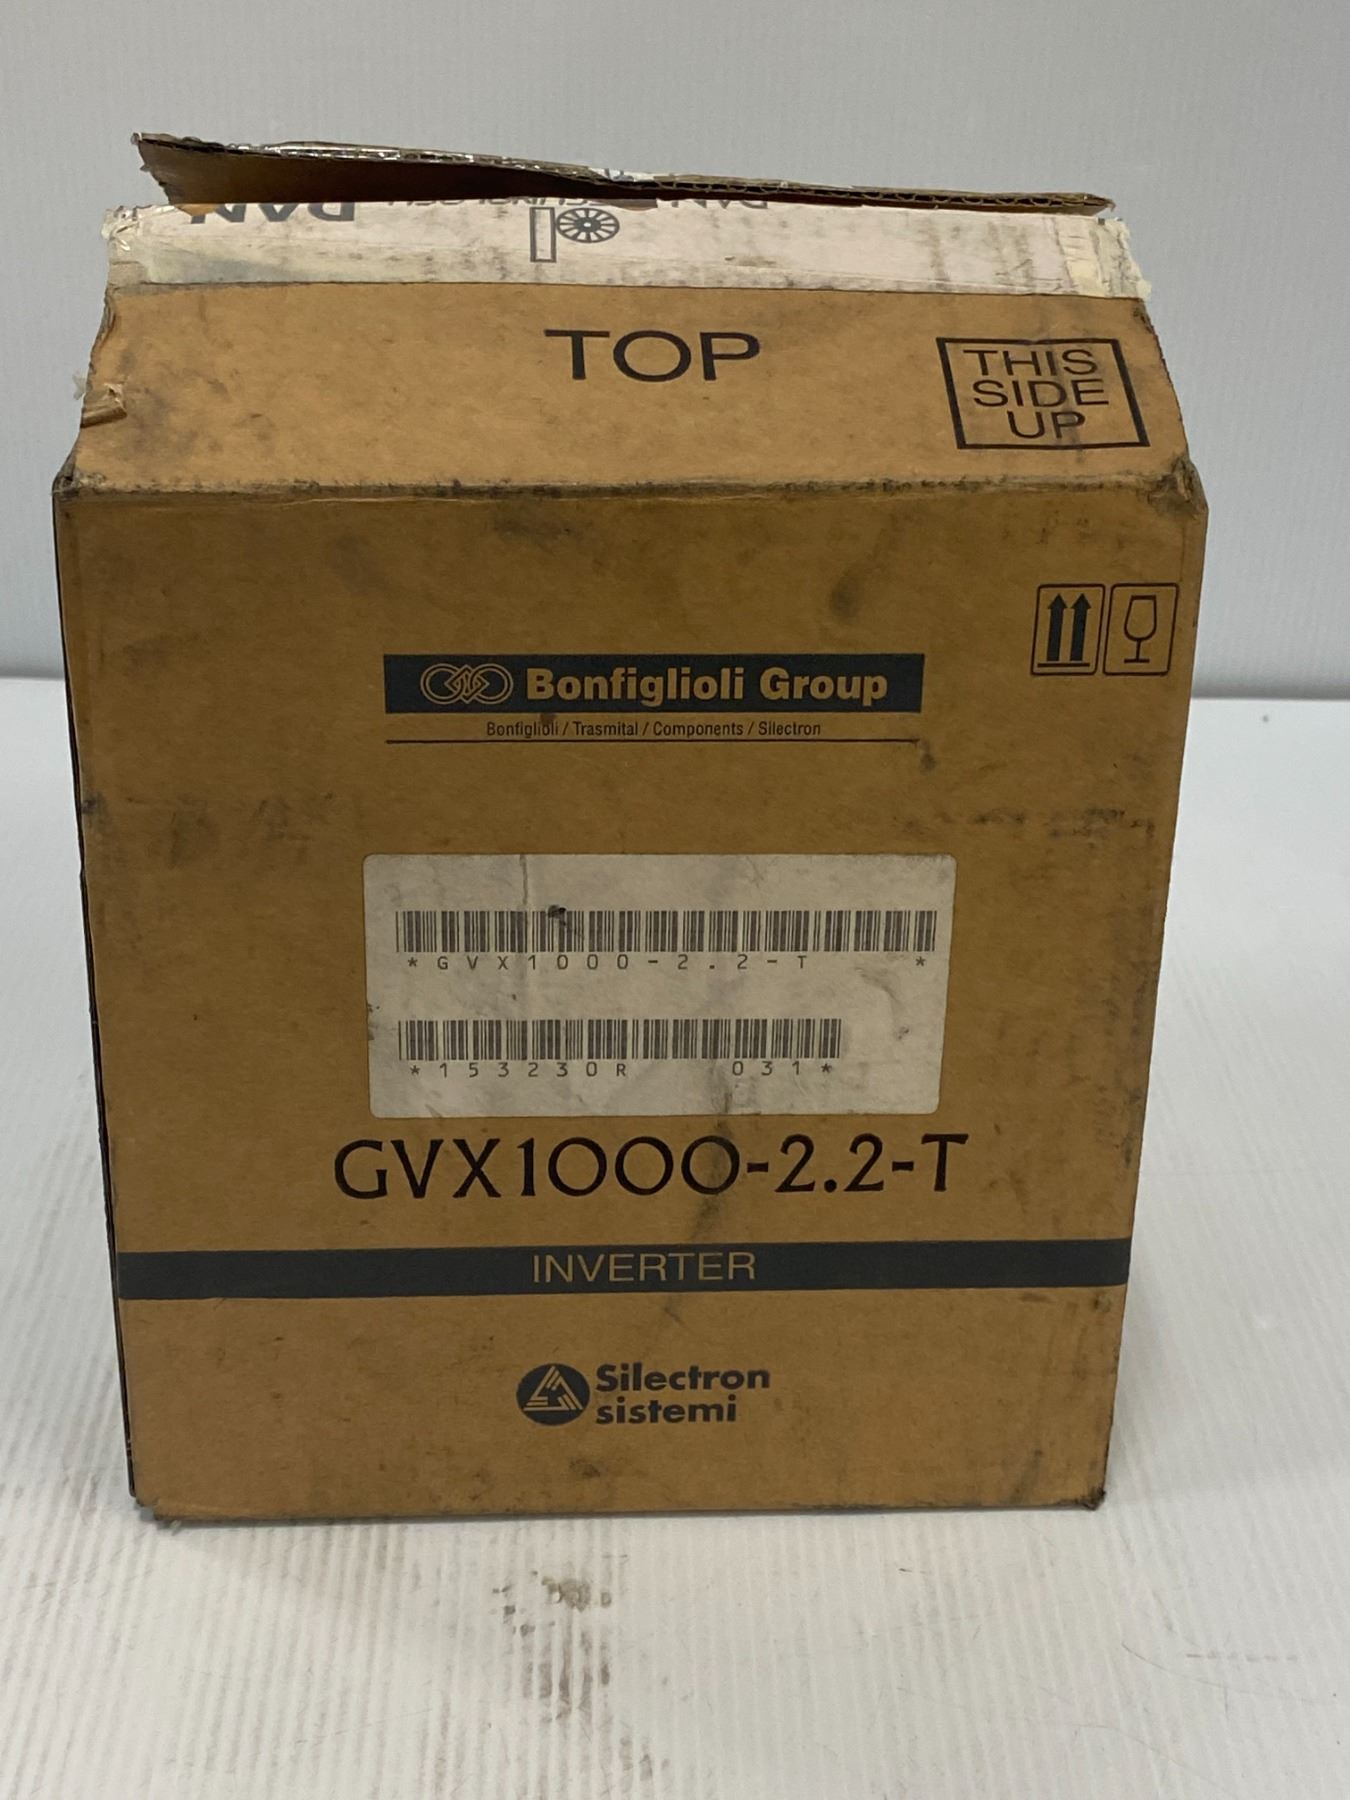 TOP
THIS
SIDE
UP
Bonfiglioli Group
Bonfiglioli / Trasmital / Components / Silectron
*GVX1000-2.2-T *
*153230R 031*
GVX1000-2.2-T
INVERTER
Silectron
sistemi